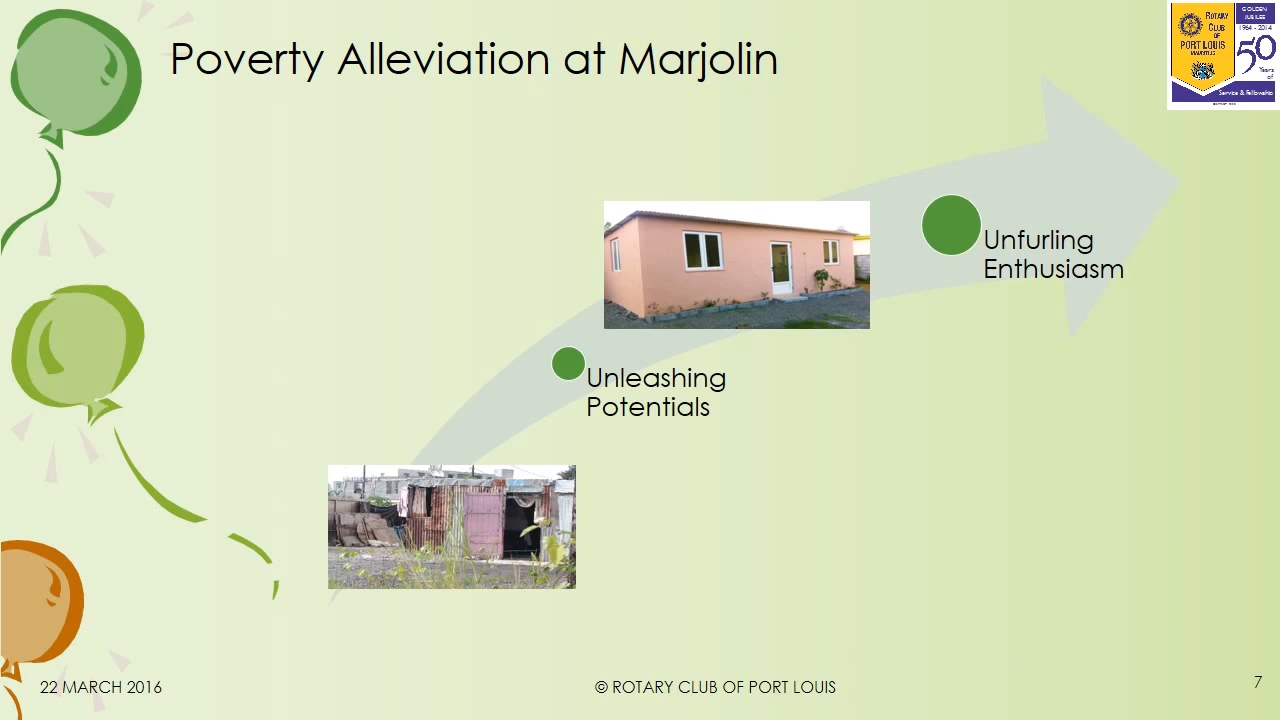 Poverty Alleviation at Marjolin
ROTARY
CLUB
OF
PORT LOUIS
MAURITIUS
GOLDEN
JUBILEE
1964 - 2014
50
Years
of
Service & Fellowship
Unfurling
Enthusiasm
Unleashing
Potentials
22 MARCH 2016
© ROTARY CLUB OF PORT LOUIS
7